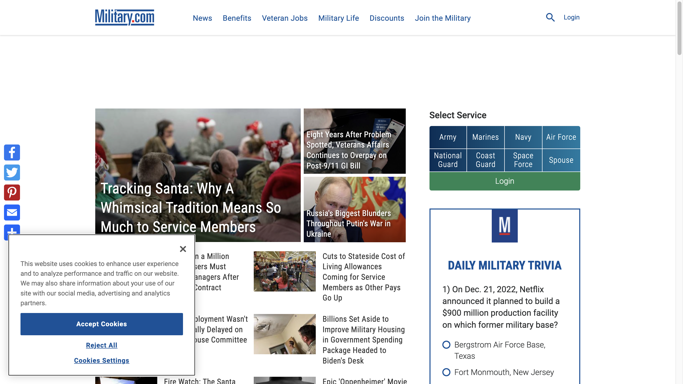 Military.com
News
Benefits
Veteran Jobs
Military Life
Discounts
Join the Military
Login
Tracking Santa: Why A
Whimsical Tradition Means So
Much to Service Members
Eight Years After Problem
Spotted, Veterans Affairs
Continues to Overpay on
Post-9/11 GI Bill
Russia's Biggest Blunders
Throughout Putin's War in
Ukraine
n a Million
sers Must
anagers After
Contract
Cuts to Stateside Cost of
Living Allowances
Coming for Service
Members as Other Pays
Go Up
ployment Wasn't
ally Delayed on
ouse Committee
Billions Set Aside to
Improve Military Housing
in Government Spending
Package Headed to
Biden's Desk
Fire Watch: The Santa
Epic 'Oppenheimer' Movie
Select Service
Army
Marines
Navy
Air Force
National
Guard
Coast
Guard
Space
Force
Spouse
Login
M
DAILY MILITARY TRIVIA
1) On Dec. 21, 2022, Netflix
announced it planned to build a
$900 million production facility
on which former military base?
Bergstrom Air Force Base,
Texas
Fort Monmouth, New Jersey
This website uses cookies to enhance user experience
and to analyze performance and traffic on our website.
We may also share information about your use of our
site with our social media, advertising and analytics
partners.
Accept Cookies
Reject All
Cookies Settings